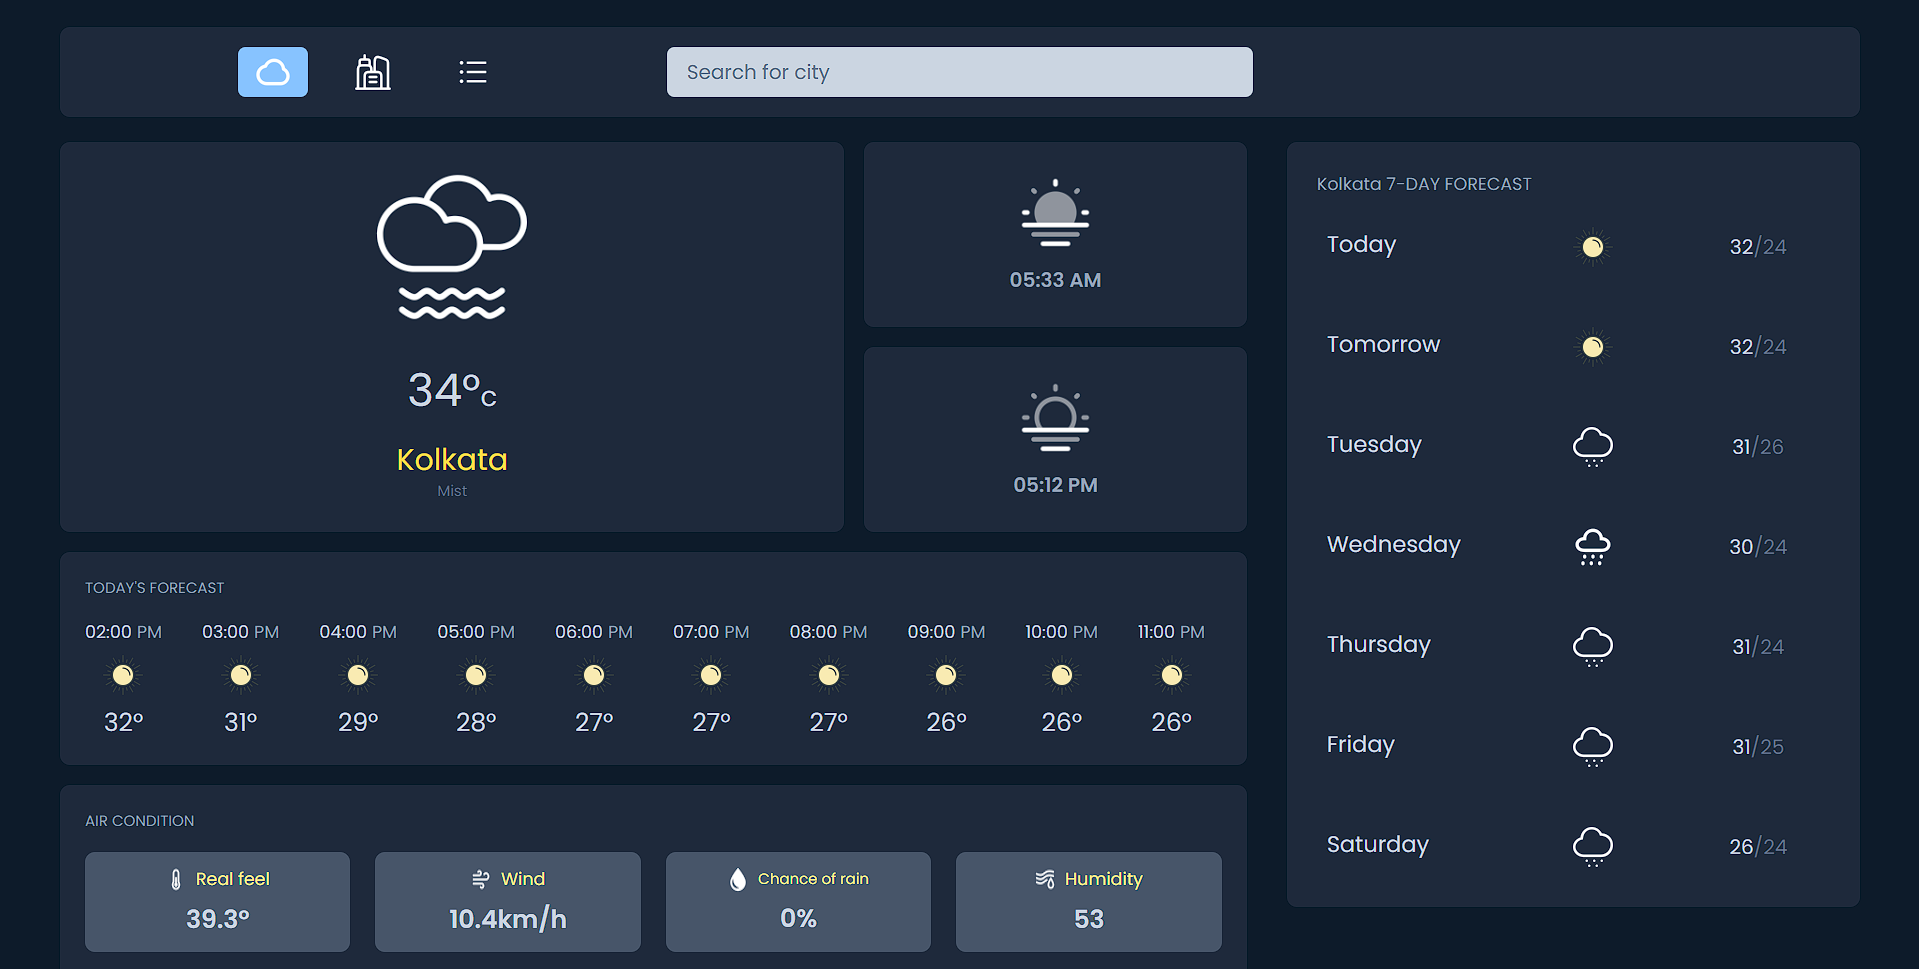 Search for city
34°c
Kolkata
Mist
05:33 AM
05:12 PM
TODAY'S FORECAST
02:00 PM 03:00 PM 04:00 PM 05:00 PM 06:00 PM 07:00 PM 08:00 PM 09:00 PM 10:00 PM 11:00 PM
32° 31° 29° 28° 27° 27° 27° 26° 26° 26°
AIR CONDITION
Real feel
39.3°
Wind
10.4km/h
Chance of rain
0%
Humidity
53
Kolkata 7-DAY FORECAST
Today 32/24
Tomorrow 32/24
Tuesday 31/26
Wednesday 30/24
Thursday 31/24
Friday 31/25
Saturday 26/24